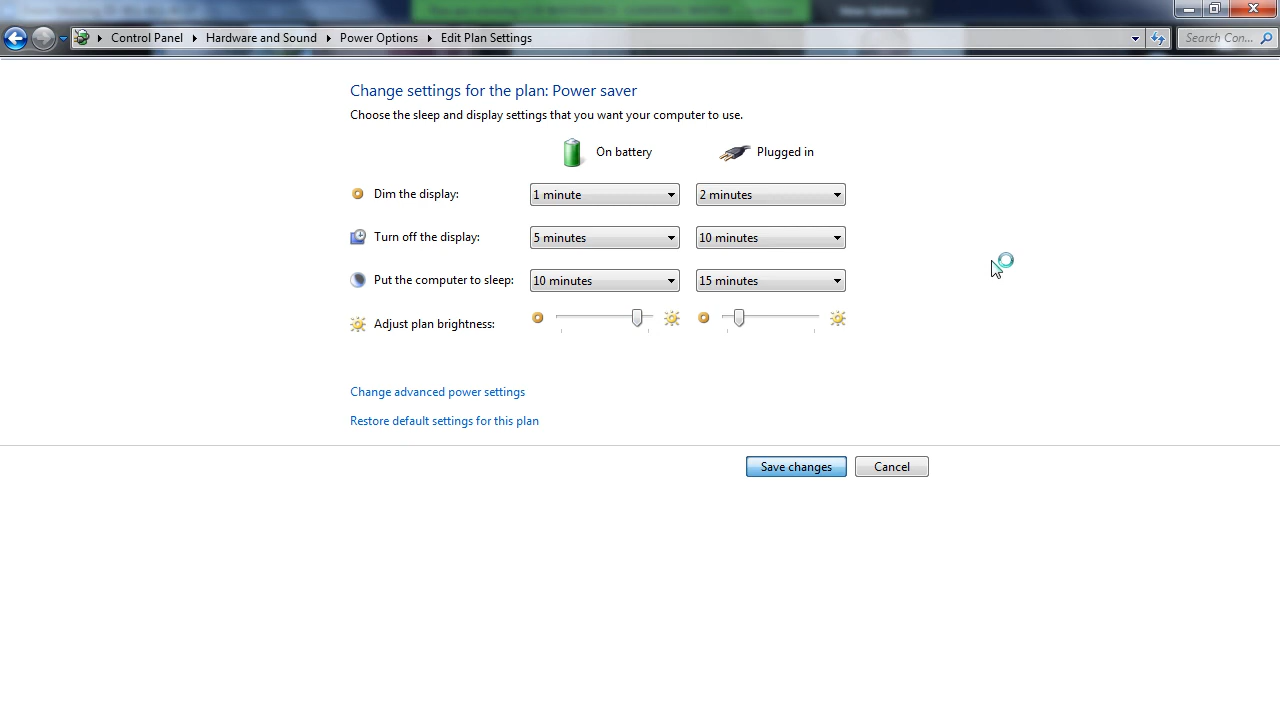 Control Panel Hardware and Sound Power Options Edit Plan Settings Search Con...
Change settings for the plan: Power saver
Choose the sleep and display settings that you want your computer to use.
On battery Plugged in
Dim the display: 1 minute 2 minutes
Turn off the display: 5 minutes 10 minutes
Put the computer to sleep: 10 minutes 15 minutes
Adjust plan brightness:
Change advanced power settings
Restore default settings for this plan
Save changes Cancel